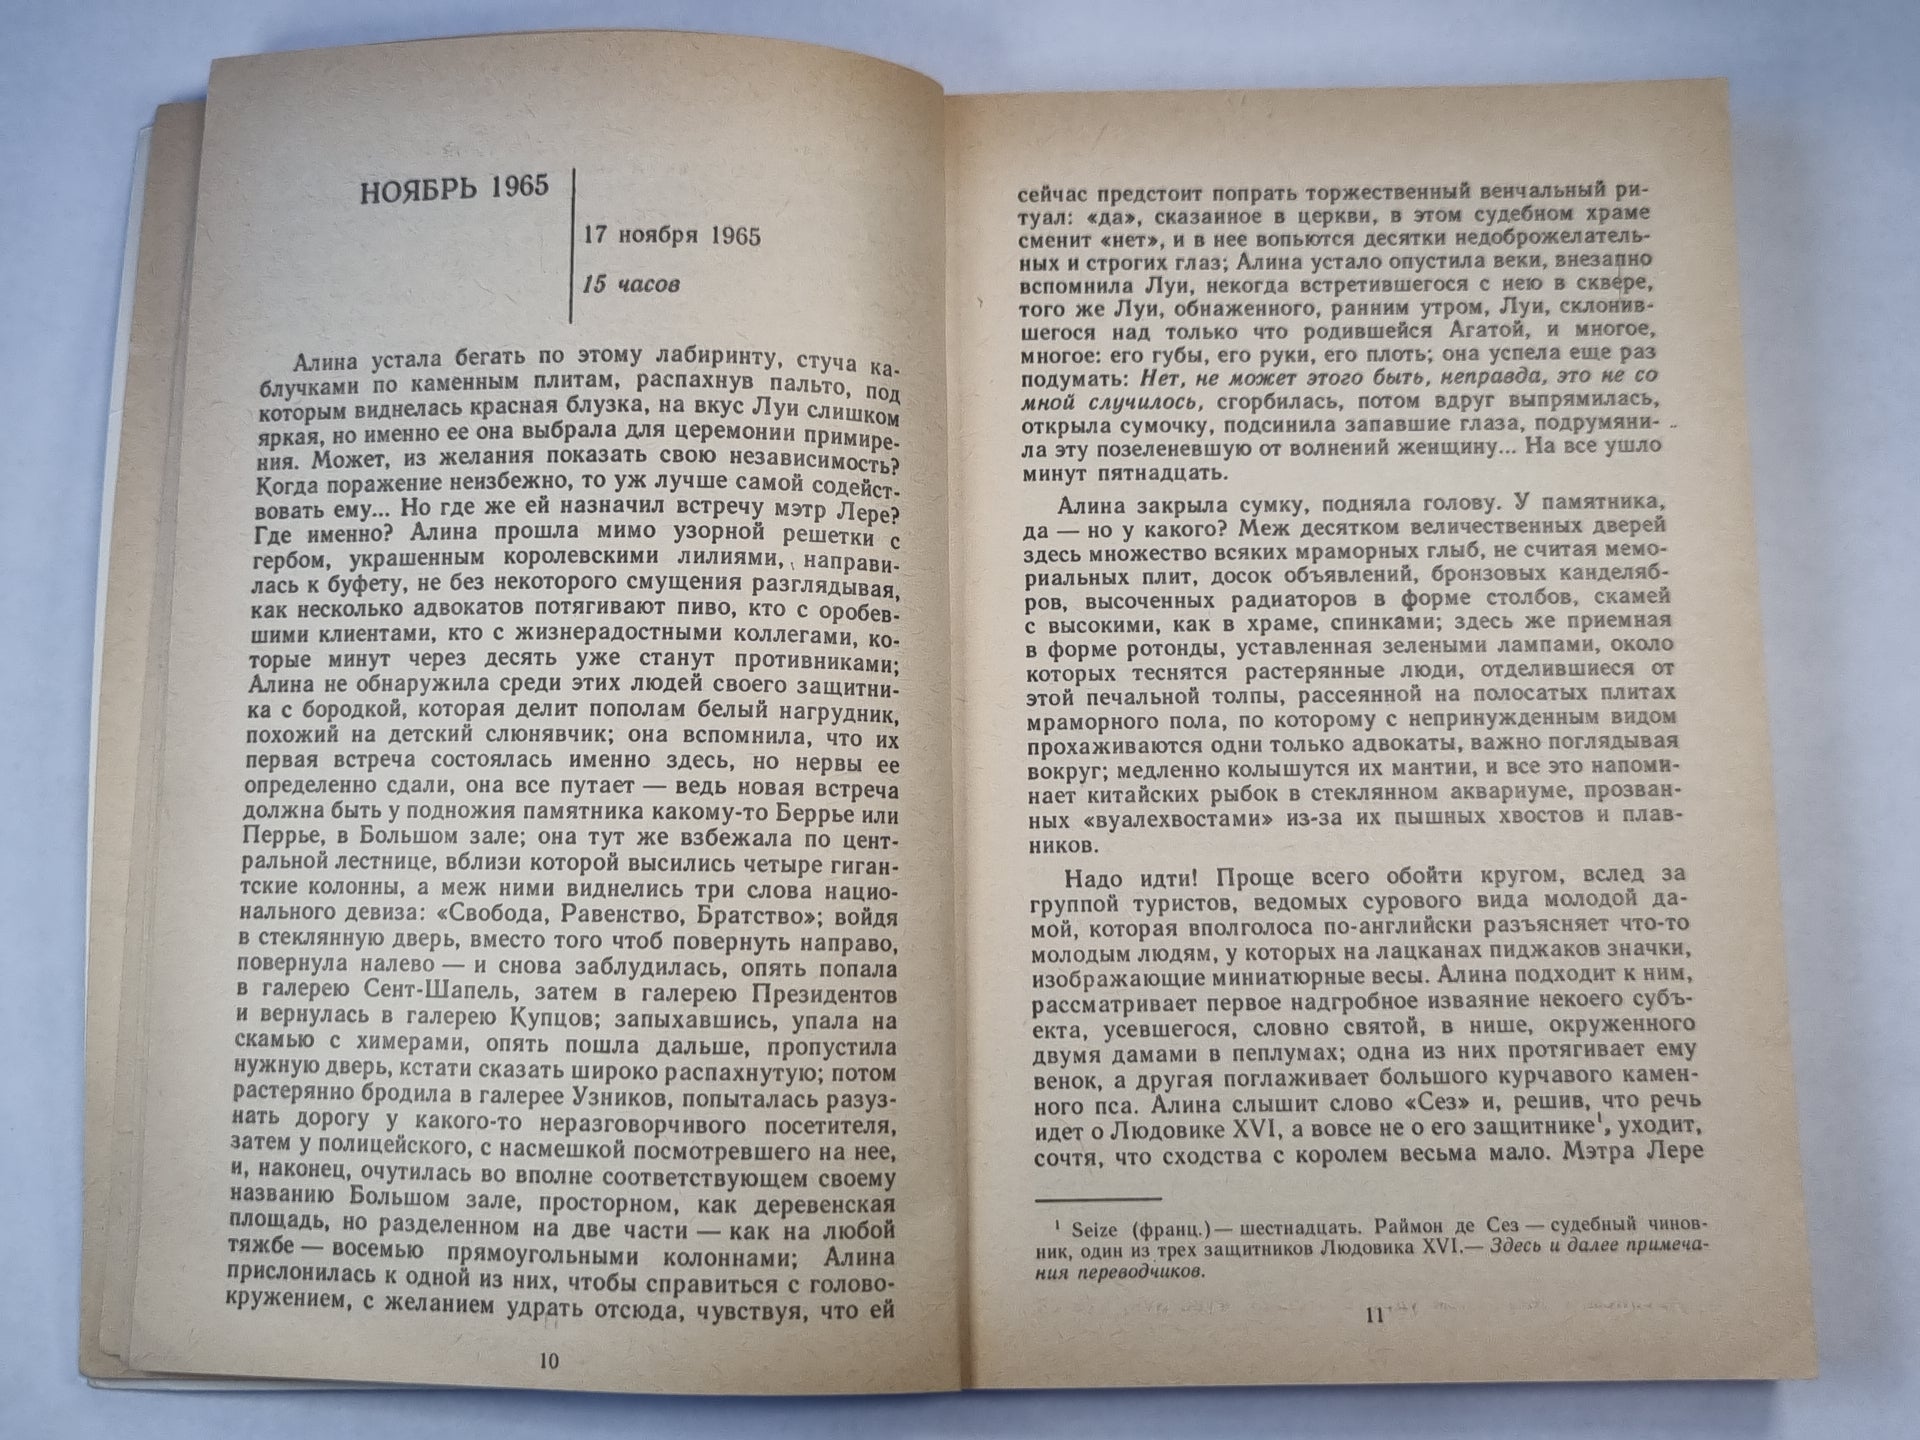 НОЯБРЬ 1965
17 ноября 1965
15 часов
Алина устала бегать по этому лабиринту, стуча ка-
блучками по каменным плитам, распахнув пальто, под
которым виднелась красная блузка, на вкус Луи слишком
яркая, но именно ее она выбрала для церемонии примире-
ния. Может, из желания показать свою независимость?
Когда поражение неизбежно, то уж лучше самой содейст-
вовать ему... Но где же ей назначил встречу мэтр Лере?
Где именно? Алина прошла мимо узорной решетки с
гербом, украшенным королевскими лилиями, направи-
лась к буфету, не без некоторого смущения разглядывая,
как несколько адвокатов потягивают пиво, кто с оробев-
шими клиентами, кто с жизнерадостными коллегами, ко-
торые минут через десять уже станут противниками;
Алина не обнаружила среди этих людей своего защитни-
ка с бородкой, которая делит пополам белый нагрудник,
похожий на детский слюнявчик; она вспомнила, что их
первая встреча состоялась именно здесь, но нервы ее
определенно сдали, она все путает — ведь новая встреча
должна быть у подножия памятника какому-то Беррье или
Перрье, в Большом зале; она тут же взбежала по цент-
ральной лестнице, вблизи которой высились четыре гиган-
тские колонны, а меж ними виднелись три слова нацио-
нального девиза: «Свобода, Равенство, Братство»; войдя
в стеклянную дверь, вместо того чтоб повернуть направо,
повернула налево — и снова заблудилась, опять попала
в галерею Сент-Шапель, затем в галерею Президентов
и вернулась в галерею Купцов; запыхавшись, упала на
скамью с химерами, опять пошла дальше, пропустила
нужную дверь, кстати сказать широко распахнутую; потом
растерянно бродила в галерее Узников, попыталась разуз-
нать дорогу у какого-то неразговорчивого посетителя,
затем у полицейского, с насмешкой посмотревшего на нее,
и, наконец, очутилась во вполне соответствующем своему
названию Большом зале, просторном, как деревенская
площадь, но разделенном на две части — как на любой
тяжбе — восемью прямоугольными колоннами; Алина
прислонилась к одной из них, чтобы справиться с голово-
кружением, с желанием удрать отсюда, чувствуя, что ей
10
сейчас предстоит попрать торжественный венчальный ри-
туал: «да», сказанное в церкви, в этом судебном храме
сменит «нет», и в нее вопьются десятки недоброжелатель-
ных и строгих глаз; Алина устало опустила веки, внезапно
вспомнила Луи, некогда встретившегося с нею в сквере,
того же Луи, обнаженного, ранним утром, Луи, склонив-
шегося над только что родившейся Агатой, и многое,
многое: его губы, его руки, его плоть; она успела еще раз
подумать: Нет, не может этого быть, неправда, это не со
мной случилось, сгорбилась, потом вдруг выпрямилась,
открыла сумочку, подсинила запавшие глаза, подрумяни-
ла эту позеленевшую от волнений женщину... На все ушло
минут пятнадцать.
Алина закрыла сумку, подняла голову. У памятника,
да — но у какого? Меж десятком величественных дверей
здесь множество всяких мраморных глыб, не считая мемо-
риальных плит, досок объявлений, бронзовых канделяб-
ров, высоченных радиаторов в форме столбов, скамей
с высокими, как в храме, спинками; здесь же приемная
в форме ротонды, уставленная зелеными лампами, около
которых теснятся растерянные люди, отделившиеся от
этой печальной толпы, рассеянной на полосатых плитах
мраморного пола, по которому с непринужденным видом
прохаживаются одни только адвокаты, важно поглядывая
вокруг; медленно колышутся их мантии, и все это напоми-
нает китайских рыбок в стеклянном аквариуме, прозван-
ных «вуалехвостами» из-за их пышных хвостов и плав-
ников.
Надо идти! Проще всего обойти кругом, вслед за
группой туристов, ведомых сурового вида молодой да-
мой, которая вполголоса по-английски разъясняет что-то
молодым людям, у которых на лацканах пиджаков значки,
изображающие миниатюрные весы. Алина подходит к ним,
рассматривает первое надгробное изваяние некоего субъ-
екта, усевшегося, словно святой, в нише, окруженного
двумя дамами в пеплумах; одна из них протягивает ему
венок, а другая поглаживает большого курчавого камен-
ного пса. Алина слышит слово «Сез» и, решив, что речь
идет о Людовике XVI, а вовсе не о его защитнике¹, уходит,
сочтя, что сходства с королем весьма мало. Мэтра Лере
¹ Seize (франц.) — шестнадцать. Раймон де Сез — судебный чинов-
ник, один из трех защитников Людовика XVI.— Здесь и далее примеча-
ния переводчиков.
11